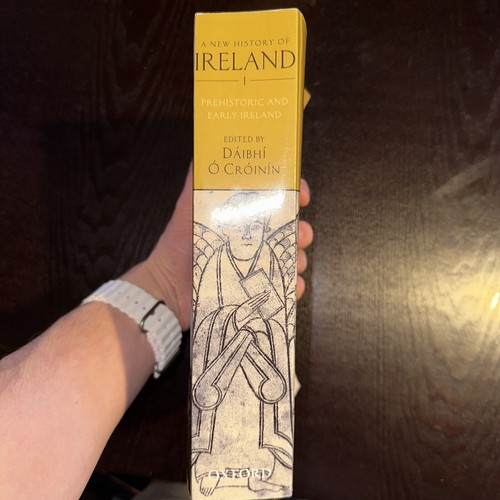 A NEW HISTORY OF
IRELAND
I
PREHISTORIC AND
EARLY IRELAND
EDITED BY
DÁIBHÍ
Ó CRÓINÍN
OXFORD